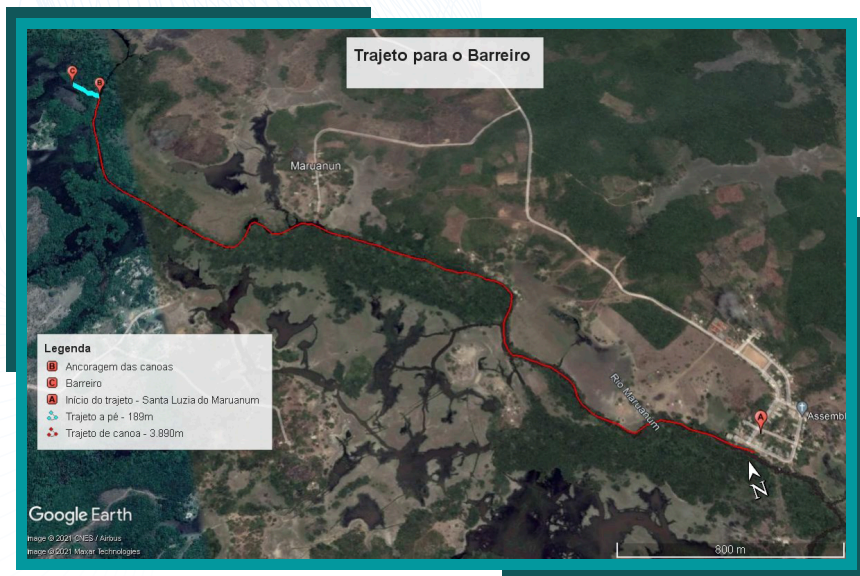 Trajeto para o Barreiro
C
B
Maruanun
Legenda
B Ancoragem das canoas
C Barreiro
A Início do trajeto - Santa Luzia do Maruanum
Trajeto a pé - 189m
Trajeto de canoa - 3.890m
Rio Maruanum
A
Assembl
N
Google Earth
Image © 2021 CNES / Airbus
Image © 2021 Maxar Technologies
800 m